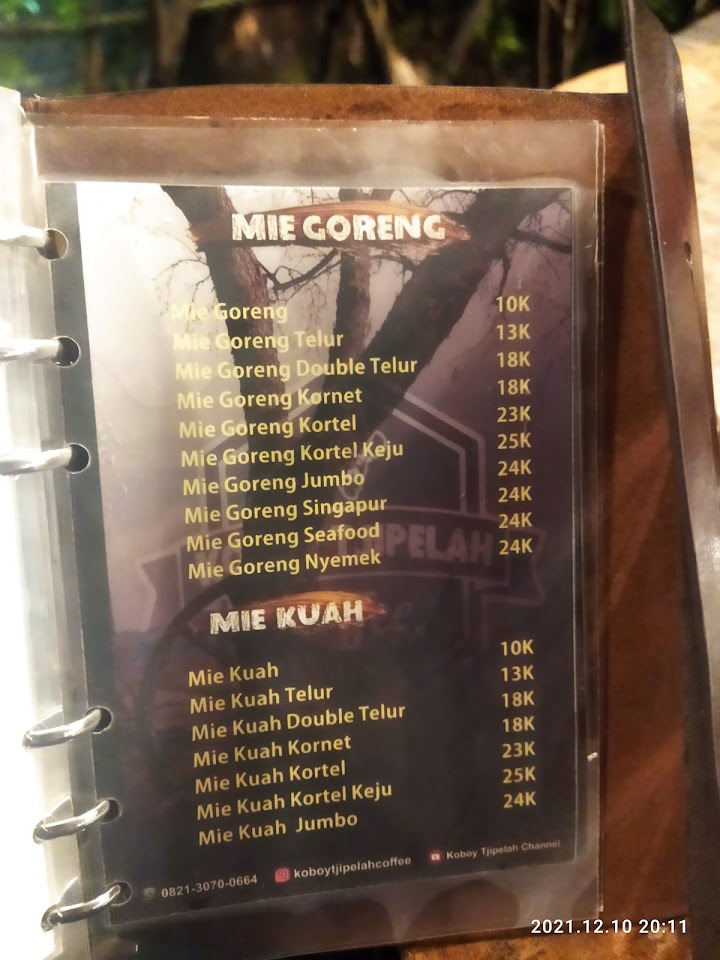 MIE GORENG
Mie Goreng 10K
Mie Goreng Telur 13K
Mie Goreng Double Telur 18K
Mie Goreng Kornet 18K
Mie Goreng Kortel 23K
Mie Goreng Kortel Keju 25K
Mie Goreng Jumbo 24K
Mie Goreng Singapur 24K
Mie Goreng Seafood 24K
Mie Goreng Nyemek 24K
MIE KUAH
Mie Kuah 10K
Mie Kuah Telur 13K
Mie Kuah Double Telur 18K
Mie Kuah Kornet 18K
Mie Kuah Kortel 23K
Mie Kuah Kortel Keju 25K
Mie Kuah Jumbo 24K
0821-3070-0664 koboytjipelahcoffee Koboy Tjipelah Channel
2021.12.10 20:11